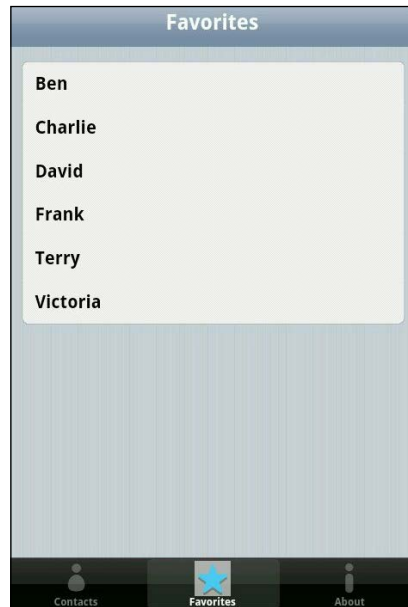 Favorites
Ben
Charlie
David
Frank
Terry
Victoria
Contacts Favorites About